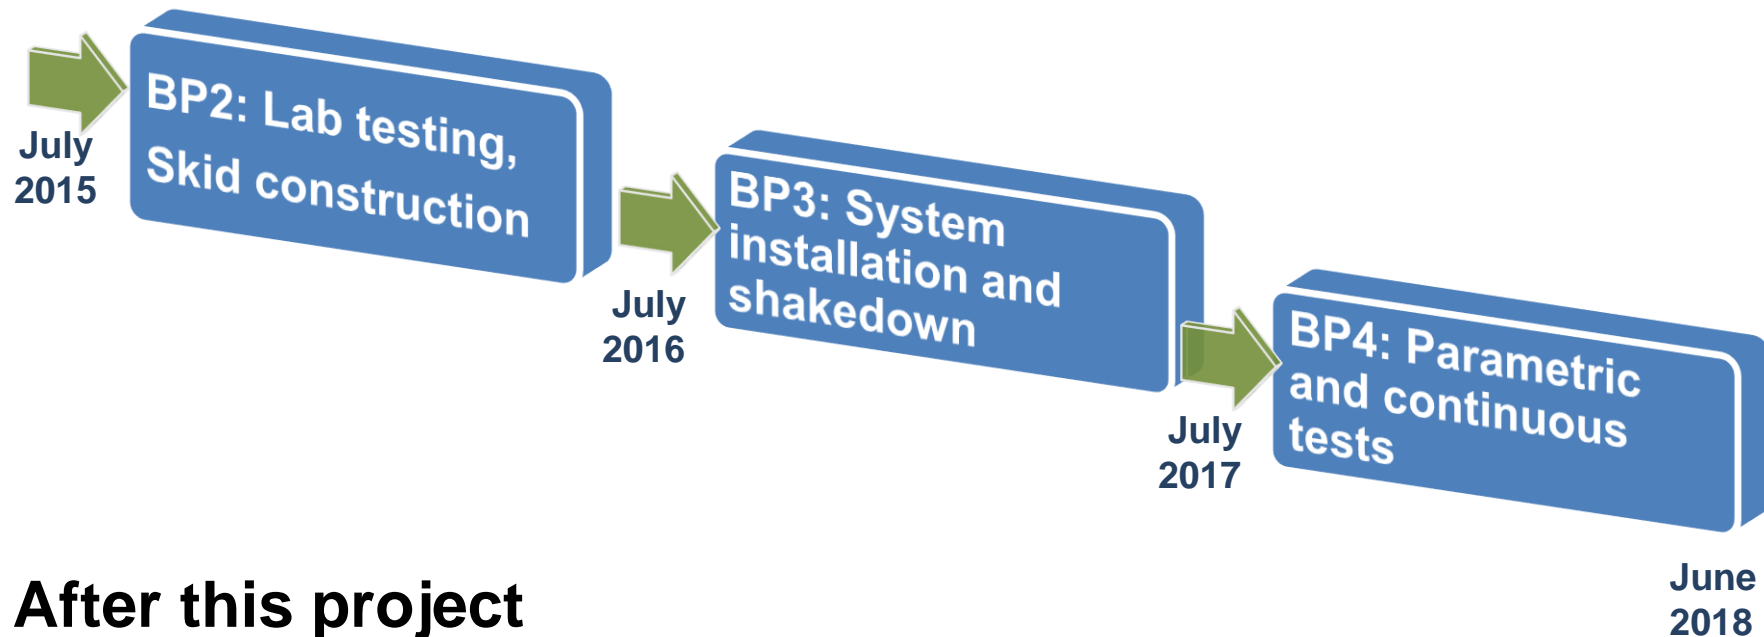 July
2015
BP2: Lab testing,
Skid construction
July
2016
BP3: System
installation and
shakedown
July
2017
BP4: Parametric
and continuous
tests
June
2018
After this project